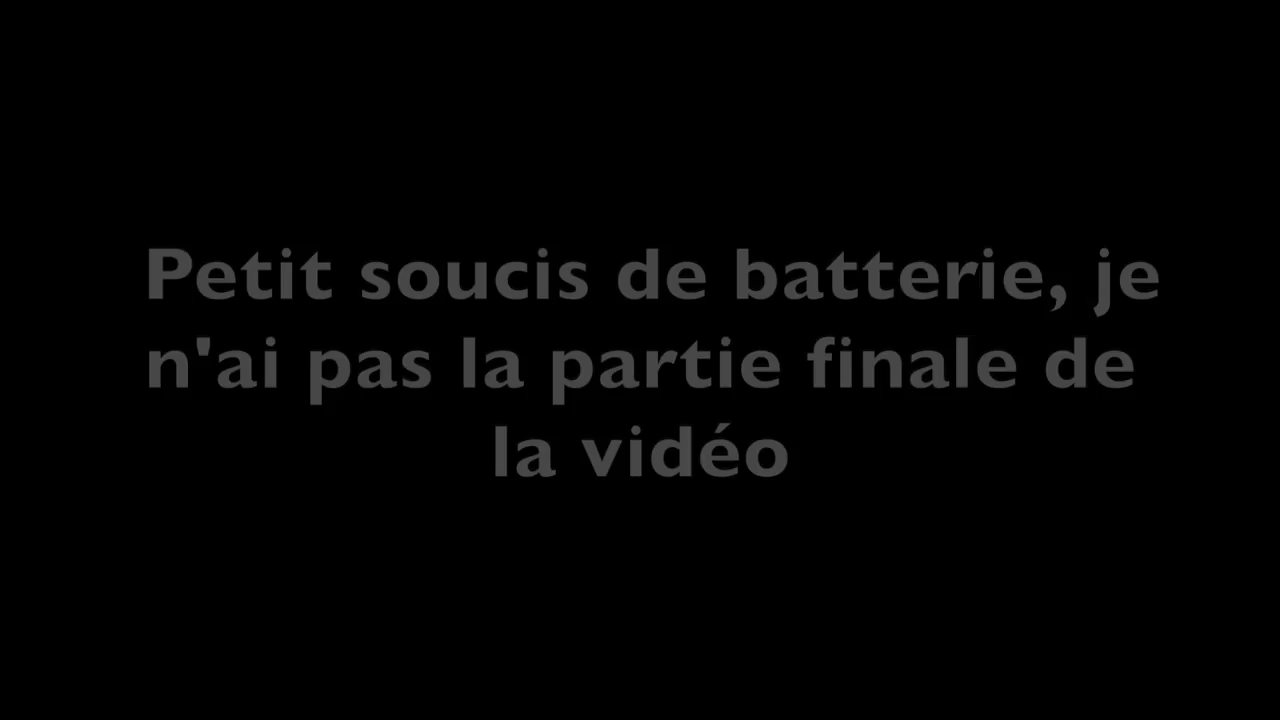 Petit soucis de batterie, je
n'ai pas la partie finale de
la vidéo